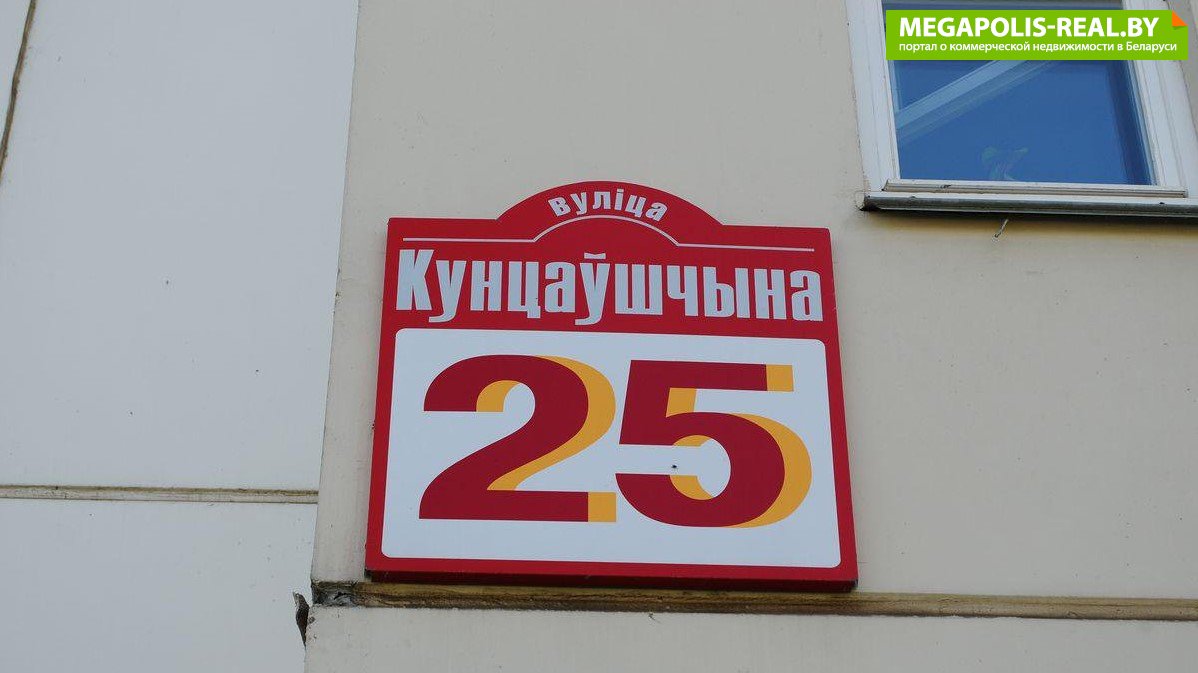 MEGAPOLIS-REAL.BY
портал о коммерческой недвижимости в Беларуси
вуліца
Кунцаўшчына
25